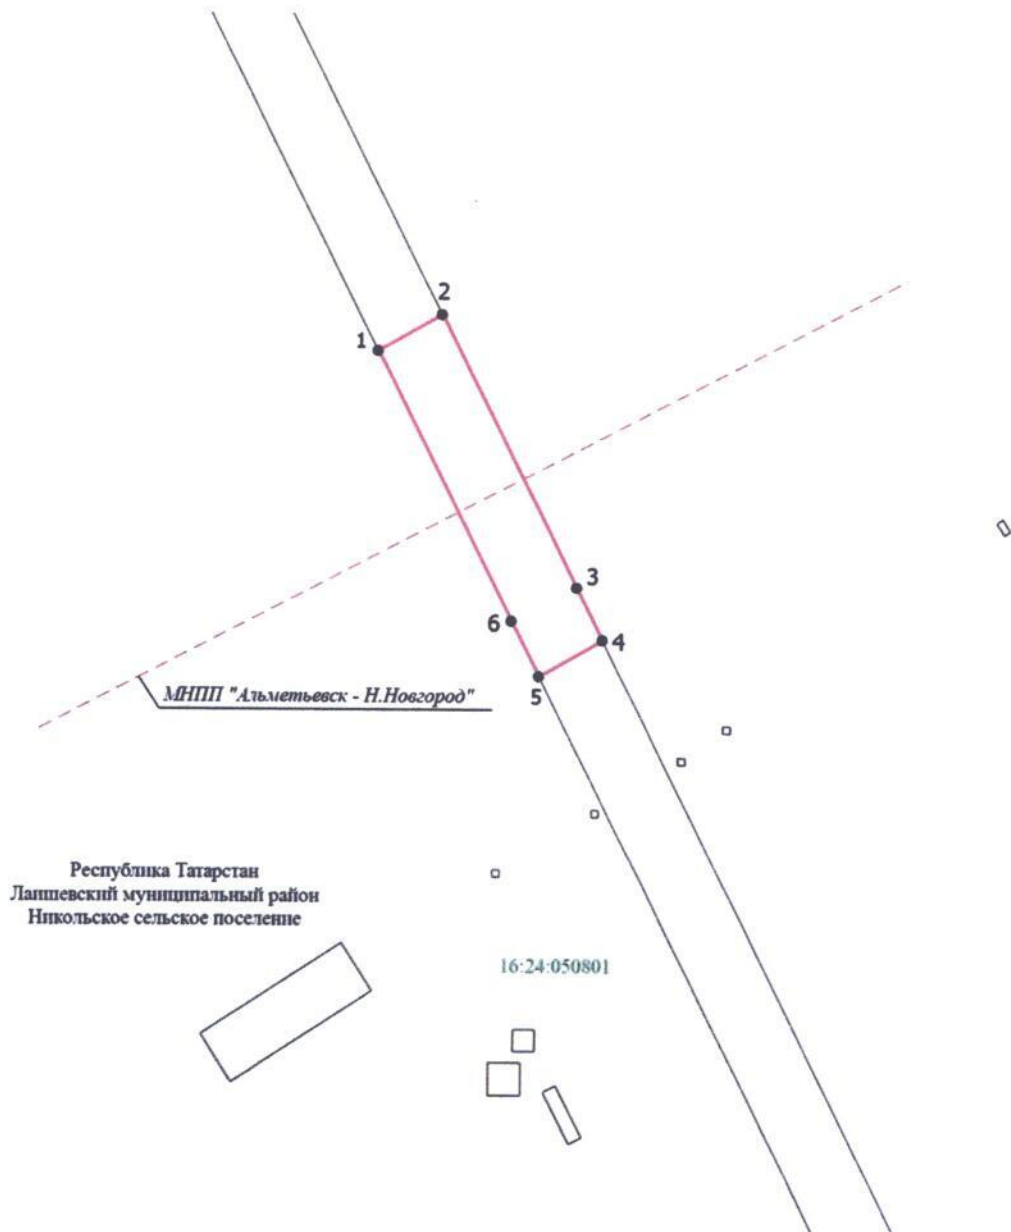 2
1
3
6
4
5
МНПП "Альметьевск - Н.Новгород"
Республика Татарстан
Лаишевский муниципальный район
Никольское сельское поселение
16:24:050801